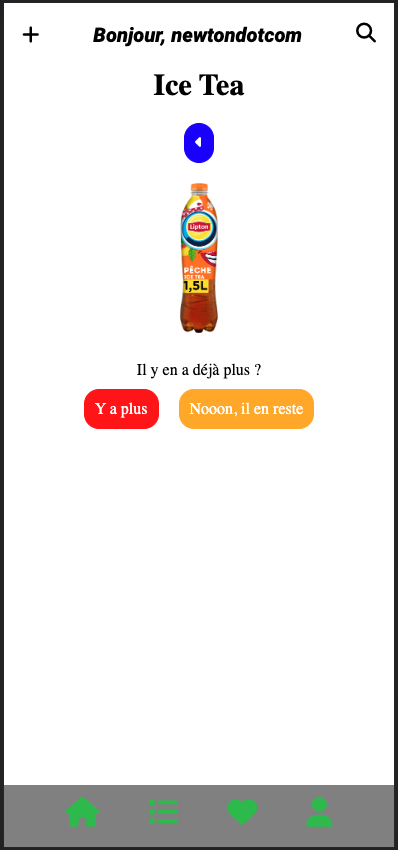 Bonjour, newtondotcom
Ice Tea
Lipton
PÊCHE
ICE TEA
1,5L
Il y en a déjà plus ?
Y a plus
Nooon, il en reste